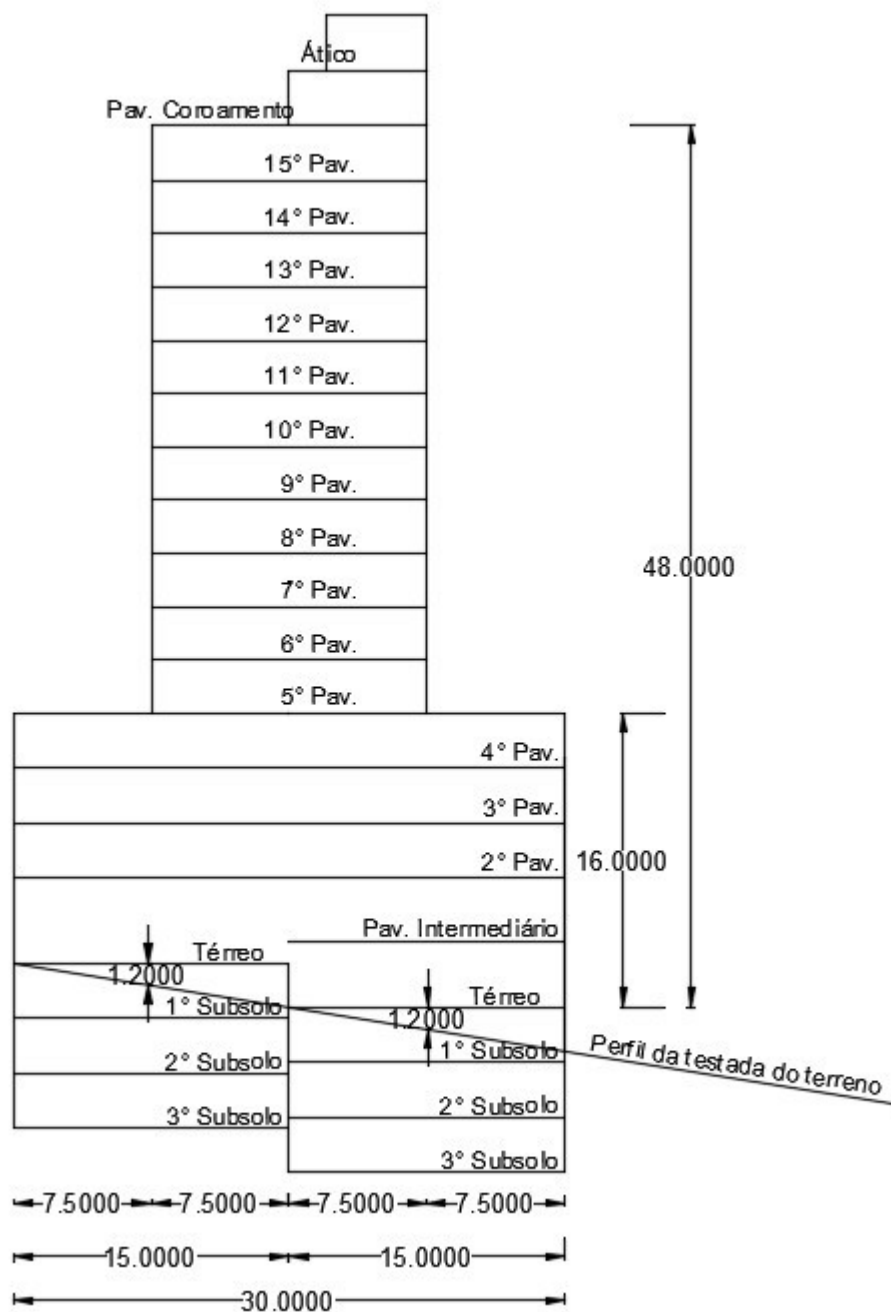 Ático
Pav. Coroamento
15° Pav.
14° Pav.
13° Pav.
12° Pav.
11° Pav.
10° Pav.
9° Pav.
8° Pav.
48.0000
7° Pav.
6° Pav.
5° Pav.
4° Pav.
3° Pav.
2° Pav.
16.0000
Pav. Intermediário
Térreo
1.2000
1° Subsolo
Térreo
1.2000
1° Subsolo
Perfil da testada do terreno
2° Subsolo
2° Subsolo
3° Subsolo
3° Subsolo
7.5000 7.5000 7.5000 7.5000
15.0000 15.0000
30.0000